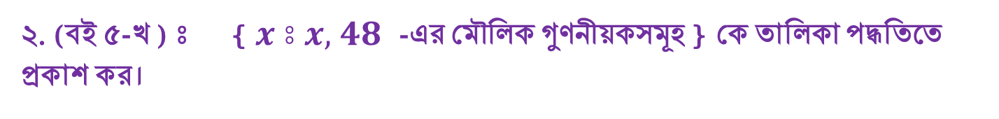 ২. (বই ৫-খ ) ঃ { x ঃ x, 48 -এর মৌলিক গুণনীয়কসমূহ } কে তালিকা পদ্ধতিতে
প্রকাশ কর।